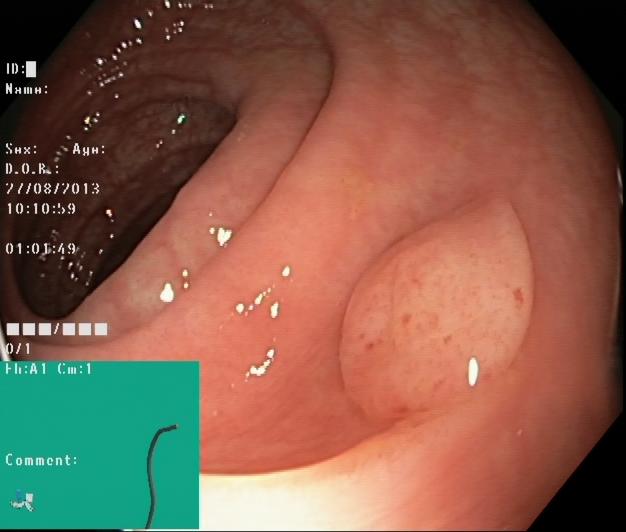 ID:
Name:
Sex: Age:
D.O.B.:
27/08/2013
10:10:59
01:01:49
/
0/1
Eh:A1 Cm:1
Comment: